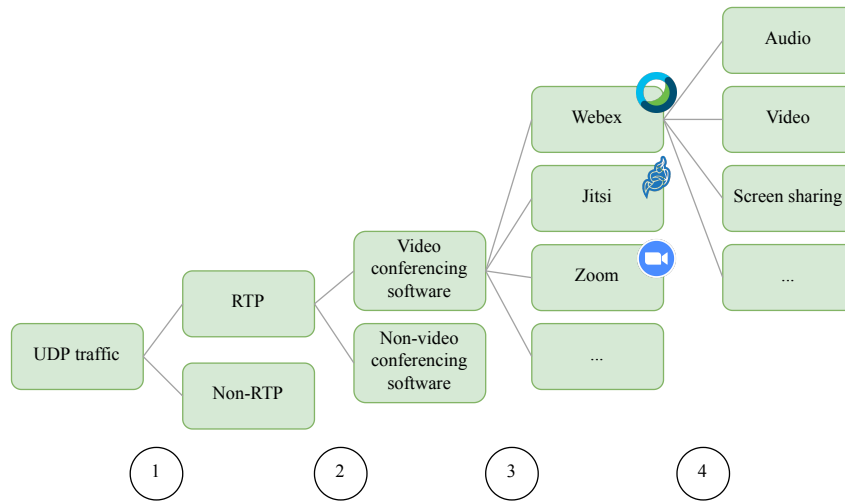 UDP traffic
RTP
Non-RTP
Video
conferencing
software
Non-video
conferencing
software
Webex
Jitsi
Zoom
...
Audio
Video
Screen sharing
...
1
2
3
4